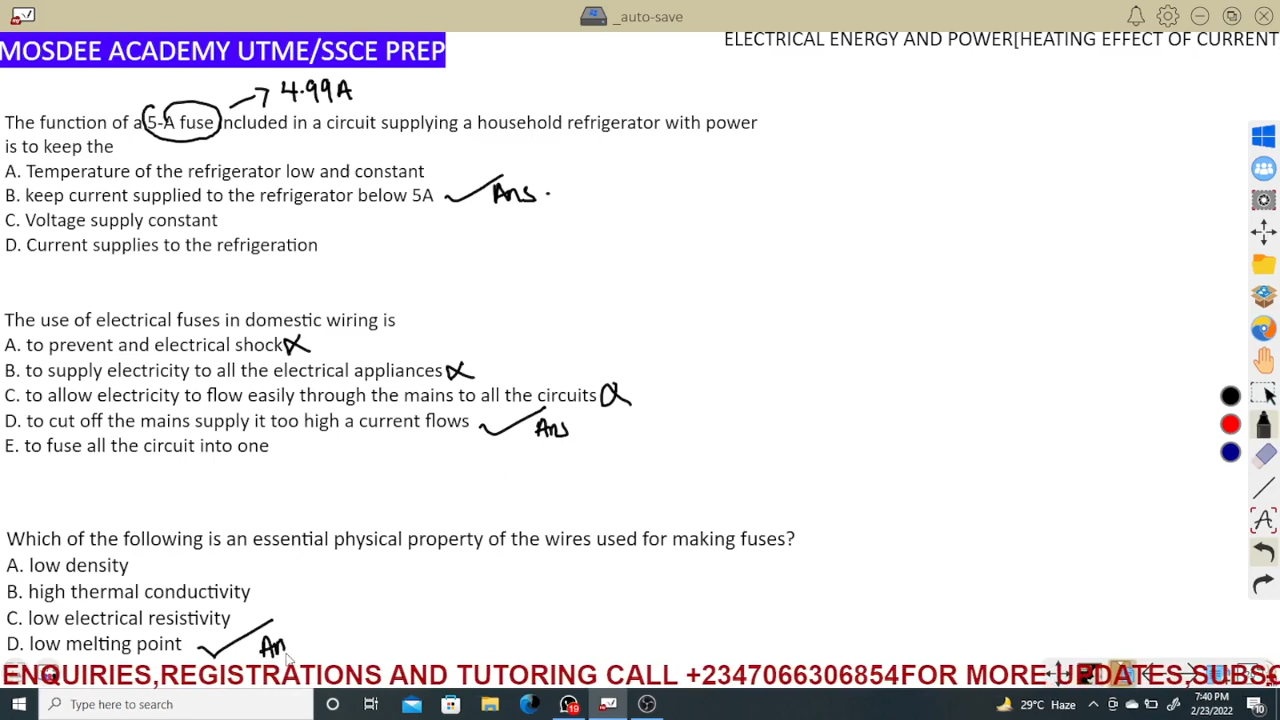 _auto-save
MOSDEE ACADEMY UTME/SSCE PREP
ELECTRICAL ENERGY AND POWER[HEATING EFFECT OF CURRENT
4.99A
The function of a 5-A fuse included in a circuit supplying a household refrigerator with power
is to keep the
A. Temperature of the refrigerator low and constant
B. keep current supplied to the refrigerator below 5A Ans
C. Voltage supply constant
D. Current supplies to the refrigeration
The use of electrical fuses in domestic wiring is
A. to prevent and electrical shock
B. to supply electricity to all the electrical appliances
C. to allow electricity to flow easily through the mains to all the circuits
D. to cut off the mains supply it too high a current flows Ans
E. to fuse all the circuit into one
Which of the following is an essential physical property of the wires used for making fuses?
A. low density
B. high thermal conductivity
C. low electrical resistivity
D. low melting point An
ENQUIRIES,REGISTRATIONS AND TUTORING CALL +2347066306854FOR MORE UPDATES,SUBS
Type here to search
19
29°C Haze
7:40 PM
2/23/2022
10